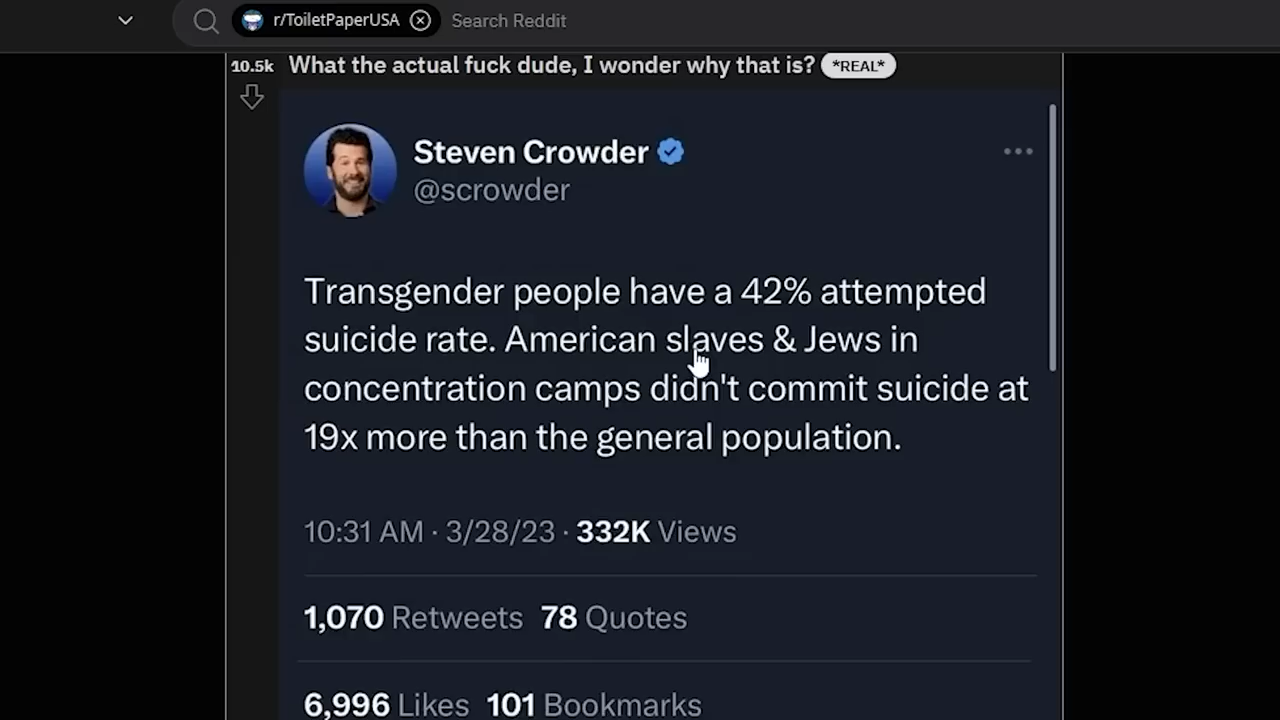 r/ToiletPaperUSA Search Reddit
10.5k What the actual fuck dude, I wonder why that is? *REAL*
Steven Crowder
@scrowder
Transgender people have a 42% attempted
suicide rate. American slaves & Jews in
concentration camps didn't commit suicide at
19x more than the general population.
10:31 AM · 3/28/23 · 332K Views
1,070 Retweets 78 Quotes
6,996 Likes 101 Bookmarks